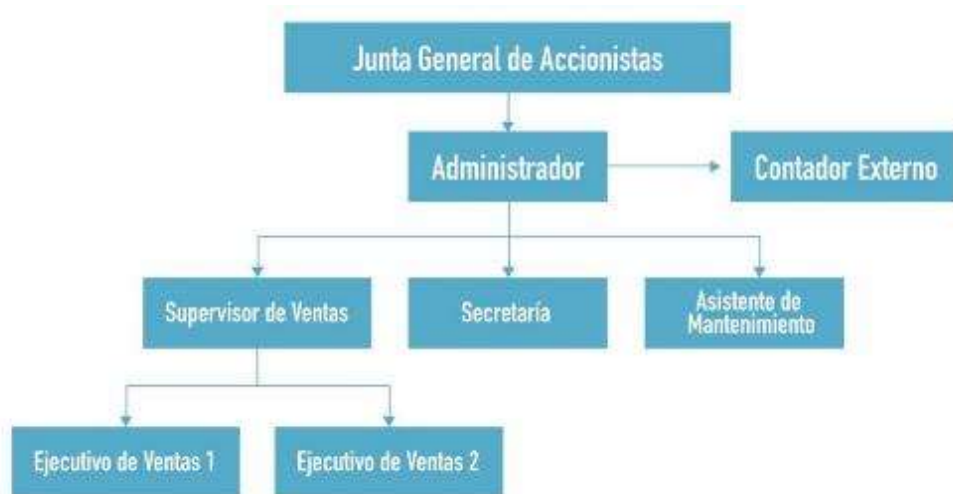 Junta General de Accionistas
Administrador
Contador Externo
Supervisor de Ventas
Secretaría
Asistente de
Mantenimiento
Ejecutivo de Ventas 1
Ejecutivo de Ventas 2